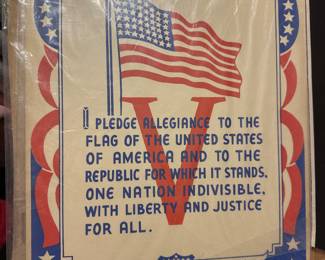 V
I PLEDGE ALLEGIANCE TO THE
FLAG OF THE UNITED STATES
OF AMERICA AND TO THE
REPUBLIC FOR WHICH IT STANDS,
ONE NATION INDIVISIBLE,
WITH LIBERTY AND JUSTICE
FOR ALL.